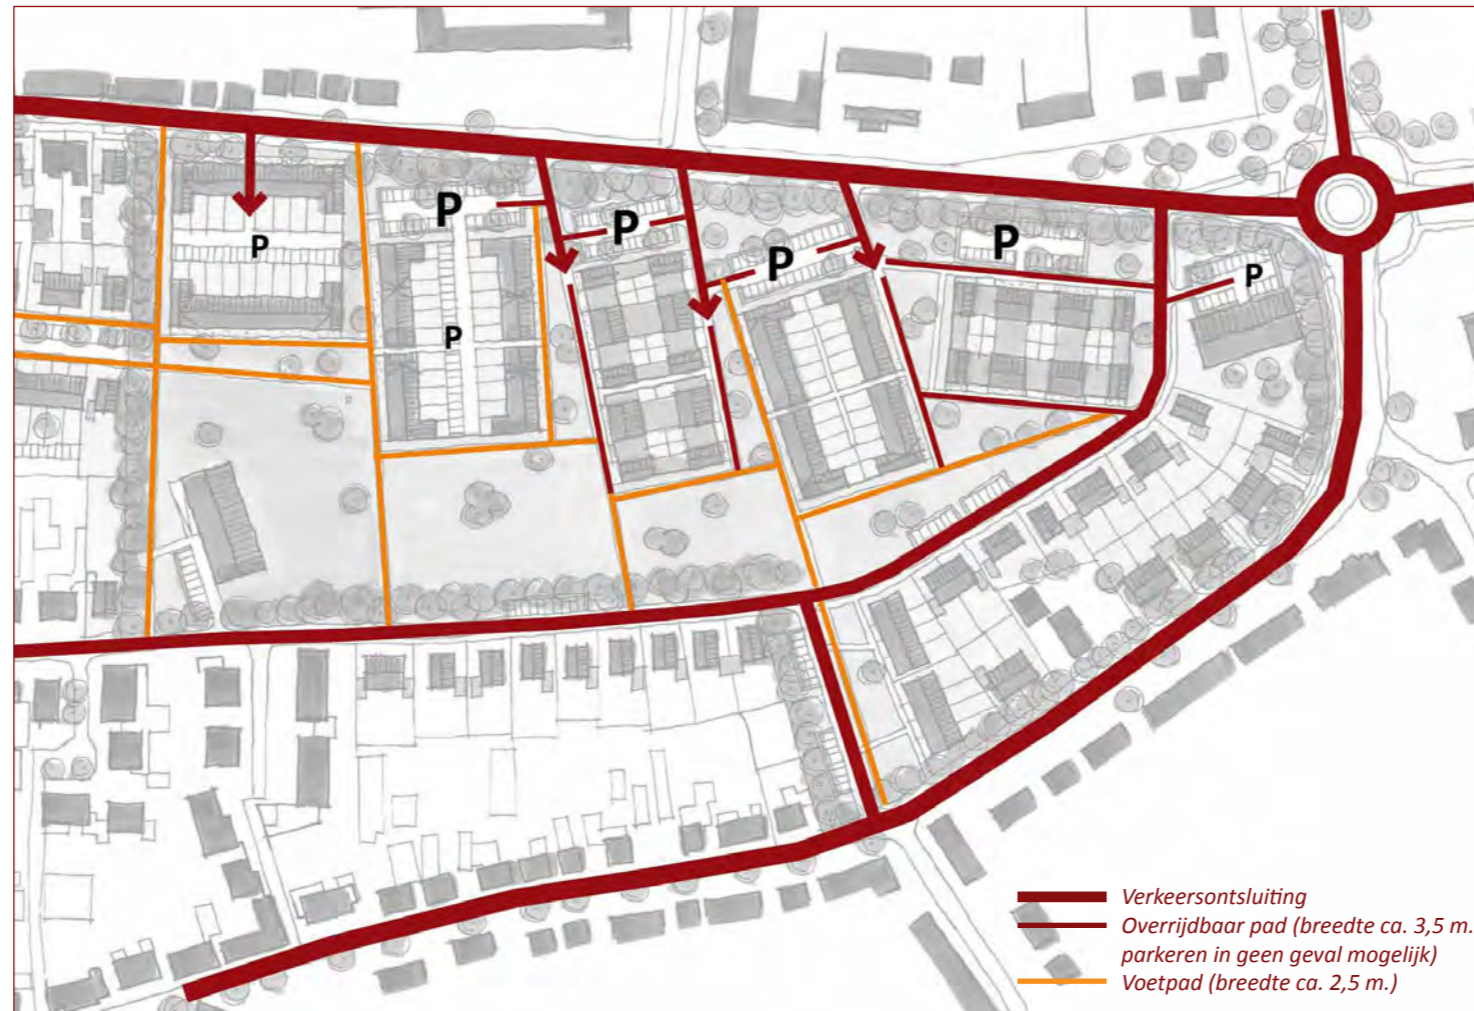 P
P
P
P
P
P
P
Verkeersontsluiting
Overrijdbaar pad (breedte ca. 3,5 m.
parkeren in geen geval mogelijk)
Voetpad (breedte ca. 2,5 m.)